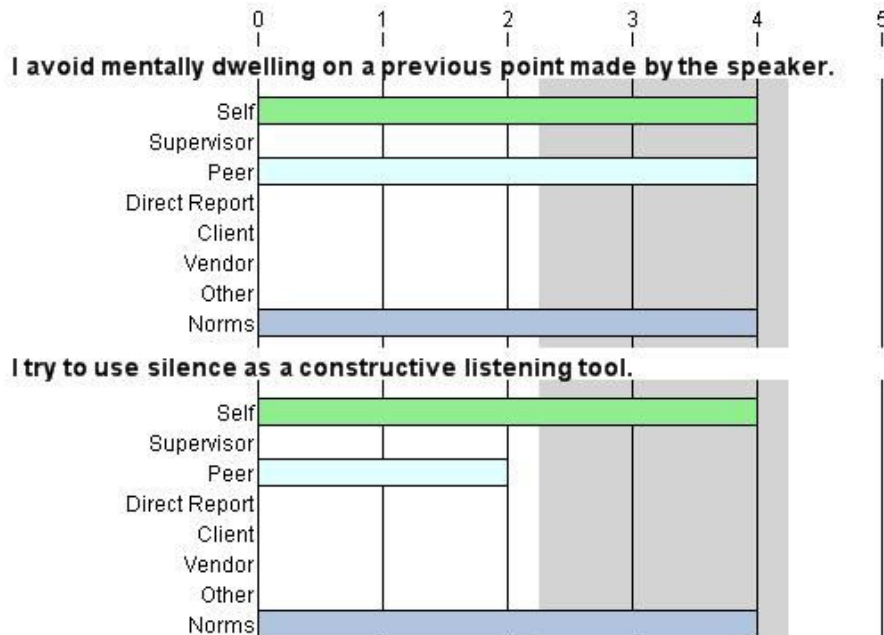 0 1 2 3 4 5
I avoid mentally dwelling on a previous point made by the speaker.
Self
Supervisor
Peer
Direct Report
Client
Vendor
Other
Norms
I try to use silence as a constructive listening tool.
Self
Supervisor
Peer
Direct Report
Client
Vendor
Other
Norms